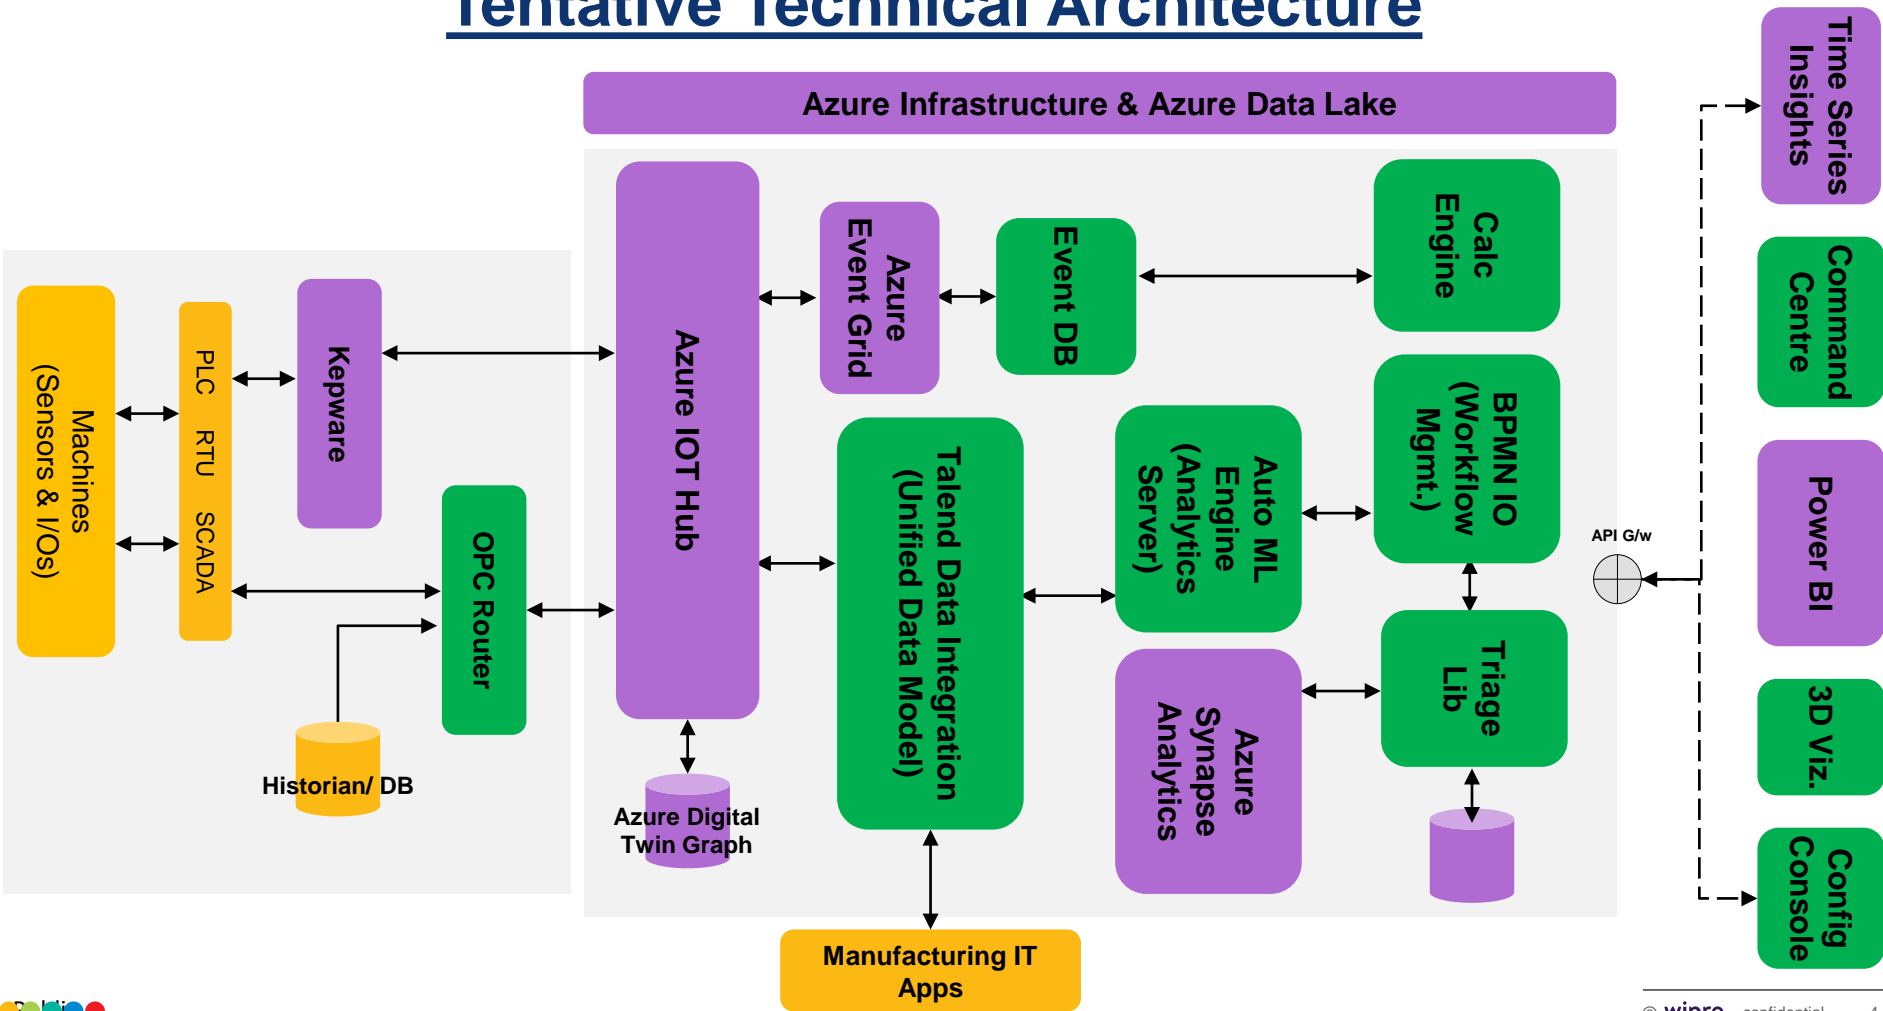 Tentative Technical Architecture
Azure Infrastructure & Azure Data Lake
Machines
(Sensors & I/Os)
PLC RTU SCADA
Kepware
OPC Router
Historian/ DB
Azure IOT Hub
Azure Digital
Twin Graph
Azure
Event Grid
Event DB
Calc
Engine
Talend Data Integration
(Unified Data Model)
Auto ML
Engine
(Analytics
Server)
BPMN IO
(Workflow
Mgmt.)
Azure
Synapse
Analytics
Triage
Lib
Manufacturing IT
Apps
API G/w
Time Series
Insights
Command
Centre
Power BI
3D Viz.
Config
Console
© wipro confidential 4